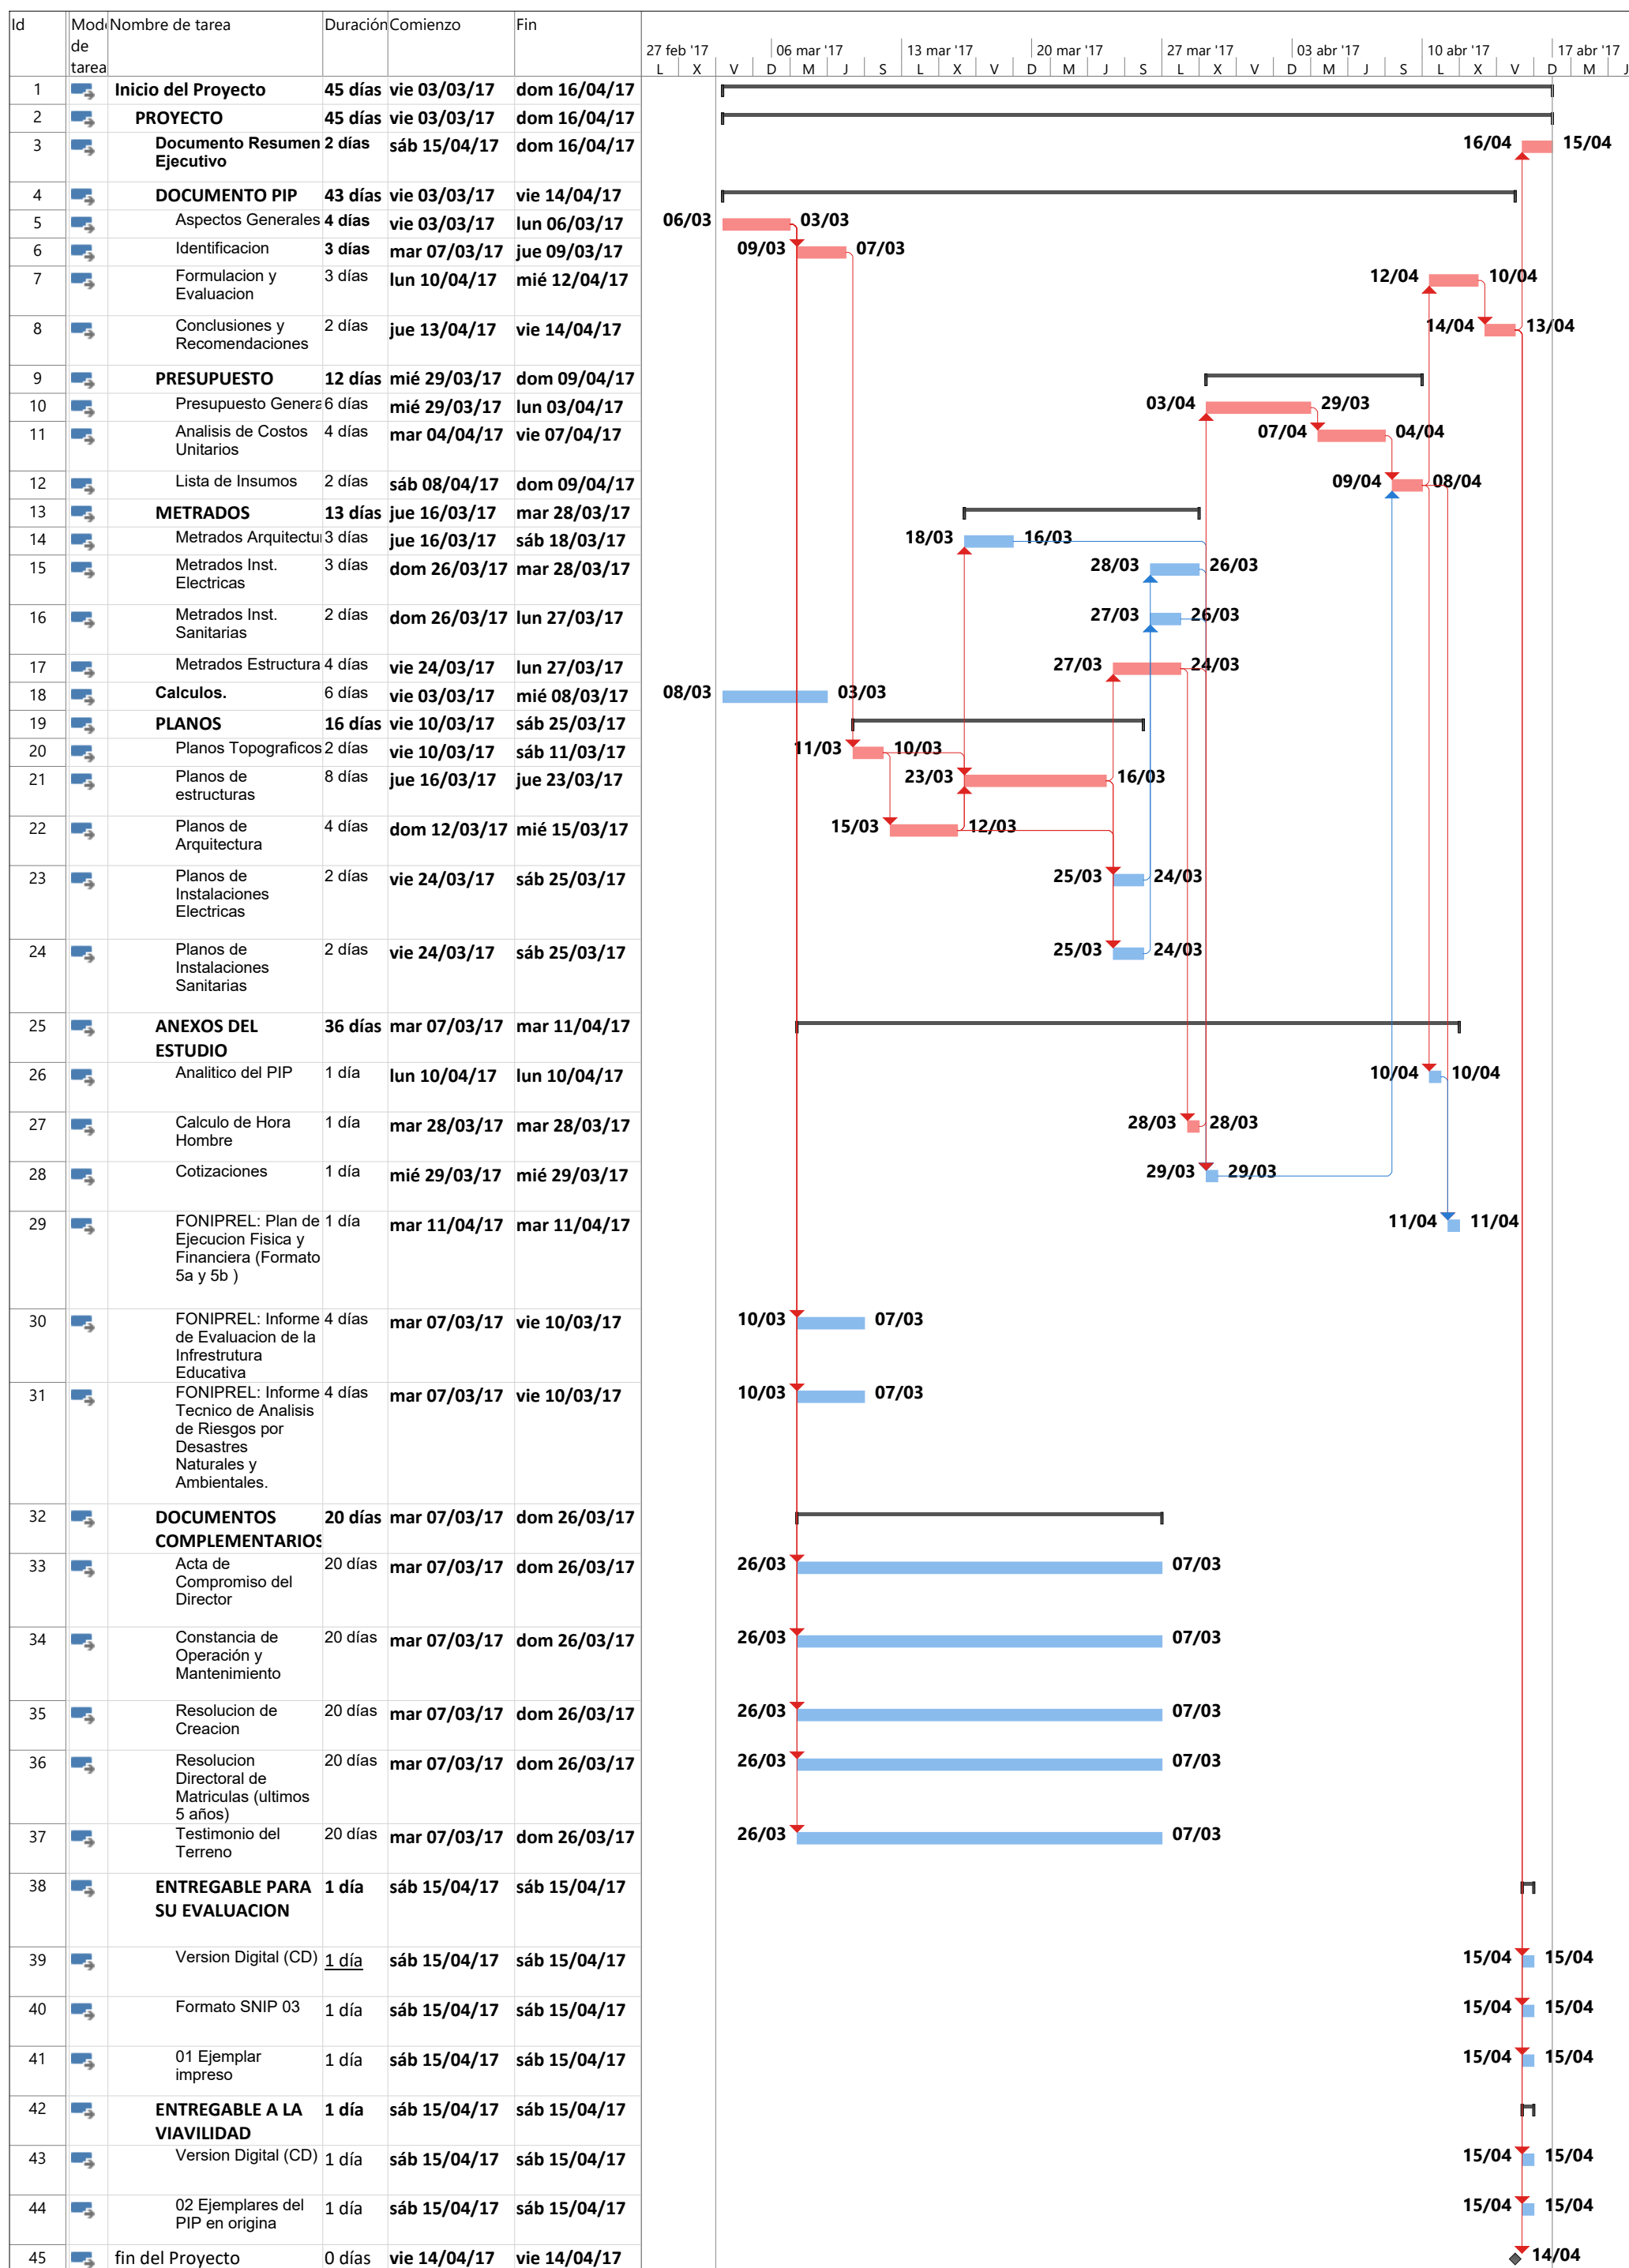 Id Modo de tarea Nombre de tarea Duración Comienzo Fin
27 feb '17 06 mar '17 13 mar '17 20 mar '17 27 mar '17 03 abr '17 10 abr '17 17 abr '17
L X V D M J S L X V D M J S L X V D M J S L X V D M J
1 Inicio del Proyecto 45 días vie 03/03/17 dom 16/04/17
2 PROYECTO 45 días vie 03/03/17 dom 16/04/17
3 Documento Resumen 2 días sáb 15/04/17 dom 16/04/17 16/04 15/04
Ejecutivo
4 DOCUMENTO PIP 43 días vie 03/03/17 vie 14/04/17
5 Aspectos Generales 4 días vie 03/03/17 lun 06/03/17 06/03 03/03
6 Identificacion 3 días mar 07/03/17 jue 09/03/17 09/03 07/03
7 Formulacion y 3 días lun 10/04/17 mié 12/04/17 12/04 10/04
Evaluacion
8 Conclusiones y 2 días jue 13/04/17 vie 14/04/17 14/04 13/04
Recomendaciones
9 PRESUPUESTO 12 días mié 29/03/17 dom 09/04/17
10 Presupuesto Genera 6 días mié 29/03/17 lun 03/04/17 03/04 29/03
11 Analisis de Costos 4 días mar 04/04/17 vie 07/04/17 07/04 04/04
Unitarios
12 Lista de Insumos 2 días sáb 08/04/17 dom 09/04/17 09/04 08/04
13 METRADOS 13 días jue 16/03/17 mar 28/03/17
14 Metrados Arquitectu 3 días jue 16/03/17 sáb 18/03/17 18/03 16/03
15 Metrados Inst. 3 días dom 26/03/17 mar 28/03/17 28/03 26/03
Electricas
16 Metrados Inst. 2 días dom 26/03/17 lun 27/03/17 27/03 26/03
Sanitarias
17 Metrados Estructura 4 días vie 24/03/17 lun 27/03/17 27/03 24/03
18 Calculos. 6 días vie 03/03/17 mié 08/03/17 08/03 03/03
19 PLANOS 16 días vie 10/03/17 sáb 25/03/17
20 Planos Topograficos 2 días vie 10/03/17 sáb 11/03/17 11/03 10/03
21 Planos de 8 días jue 16/03/17 jue 23/03/17 23/03 16/03
estructuras
22 Planos de 4 días dom 12/03/17 mié 15/03/17 15/03 12/03
Arquitectura
23 Planos de 2 días vie 24/03/17 sáb 25/03/17 25/03 24/03
Instalaciones
Electricas
24 Planos de 2 días vie 24/03/17 sáb 25/03/17 25/03 24/03
Instalaciones
Sanitarias
25 ANEXOS DEL 36 días mar 07/03/17 mar 11/04/17
ESTUDIO
26 Analitico del PIP 1 día lun 10/04/17 lun 10/04/17 10/04 10/04
27 Calculo de Hora 1 día mar 28/03/17 mar 28/03/17 28/03 28/03
Hombre
28 Cotizaciones 1 día mié 29/03/17 mié 29/03/17 29/03 29/03
29 FONIPREL: Plan de 1 día mar 11/04/17 mar 11/04/17 11/04 11/04
Ejecucion Fisica y
Financiera (Formato
5a y 5b )
30 FONIPREL: Informe 4 días mar 07/03/17 vie 10/03/17 10/03 07/03
de Evaluacion de la
Infrestrutura
Educativa
31 FONIPREL: Informe 4 días mar 07/03/17 vie 10/03/17 10/03 07/03
Tecnico de Analisis
de Riesgos por
Desastres
Naturales y
Ambientales.
32 DOCUMENTOS 20 días mar 07/03/17 dom 26/03/17
COMPLEMENTARIOS
33 Acta de 20 días mar 07/03/17 dom 26/03/17 26/03 07/03
Compromiso del
Director
34 Constancia de 20 días mar 07/03/17 dom 26/03/17 26/03 07/03
Operación y
Mantenimiento
35 Resolucion de 20 días mar 07/03/17 dom 26/03/17 26/03 07/03
Creacion
36 Resolucion 20 días mar 07/03/17 dom 26/03/17 26/03 07/03
Directoral de
Matriculas (ultimos
5 años)
37 Testimonio del 20 días mar 07/03/17 dom 26/03/17 26/03 07/03
Terreno
38 ENTREGABLE PARA 1 día sáb 15/04/17 sáb 15/04/17
SU EVALUACION
39 Version Digital (CD) 1 día sáb 15/04/17 sáb 15/04/17 15/04 15/04
40 Formato SNIP 03 1 día sáb 15/04/17 sáb 15/04/17 15/04 15/04
41 01 Ejemplar 1 día sáb 15/04/17 sáb 15/04/17 15/04 15/04
impreso
42 ENTREGABLE A LA 1 día sáb 15/04/17 sáb 15/04/17
VIAVILIDAD
43 Version Digital (CD) 1 día sáb 15/04/17 sáb 15/04/17 15/04 15/04
44 02 Ejemplares del 1 día sáb 15/04/17 sáb 15/04/17 15/04 15/04
PIP en origina
45 fin del Proyecto 0 días vie 14/04/17 vie 14/04/17 14/04